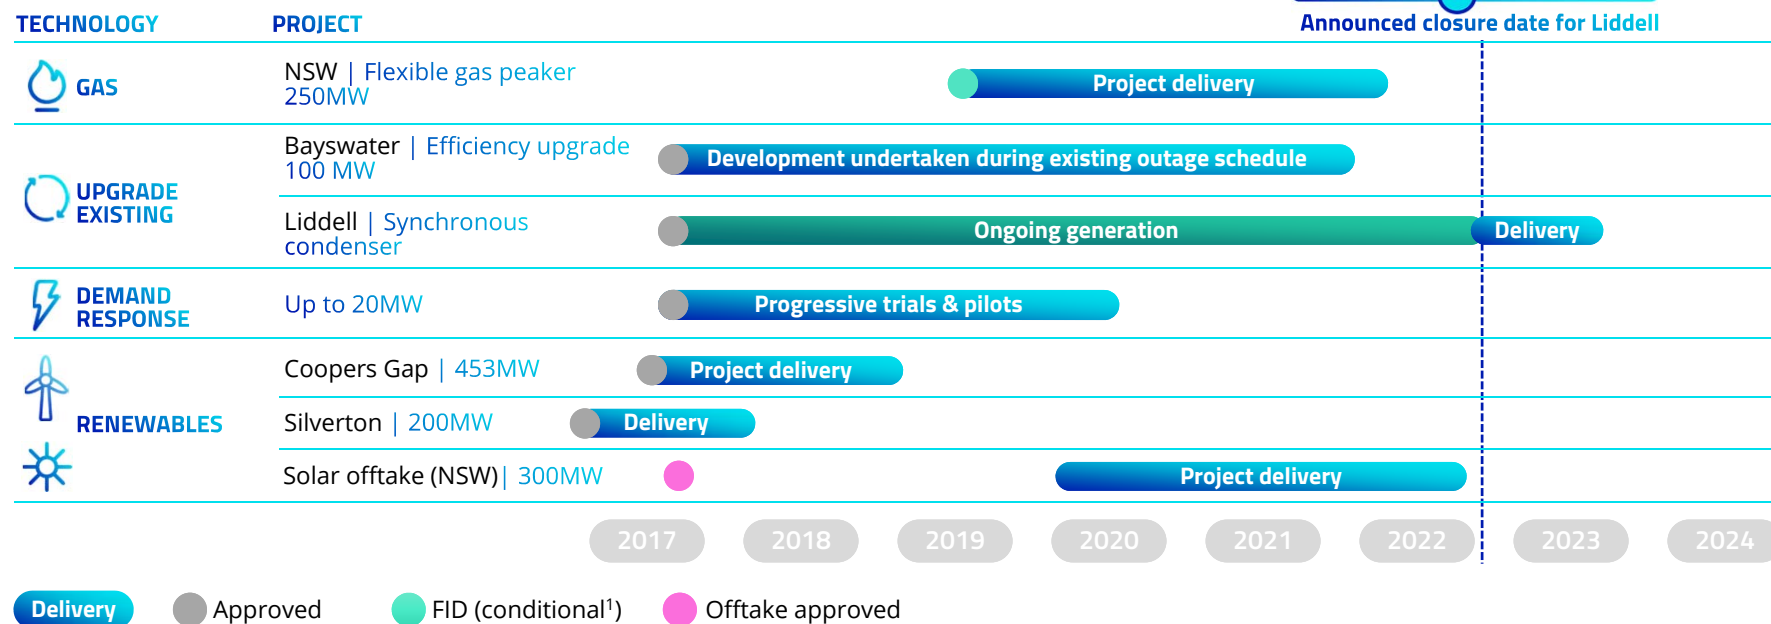 Announced closure date for Liddell
TECHNOLOGY PROJECT
GAS
NSW | Flexible gas peaker
250MW
Project delivery
UPGRADE
EXISTING
Bayswater | Efficiency upgrade
100 MW
Development undertaken during existing outage schedule
Liddell | Synchronous
condenser
Ongoing generation
Delivery
DEMAND
RESPONSE
Up to 20MW
Progressive trials & pilots
RENEWABLES
Coopers Gap | 453MW
Project delivery
Silverton | 200MW
Delivery
Solar offtake (NSW)| 300MW
Project delivery
2017 2018 2019 2020 2021 2022 2023 2024
Delivery Approved FID (conditional¹) Offtake approved